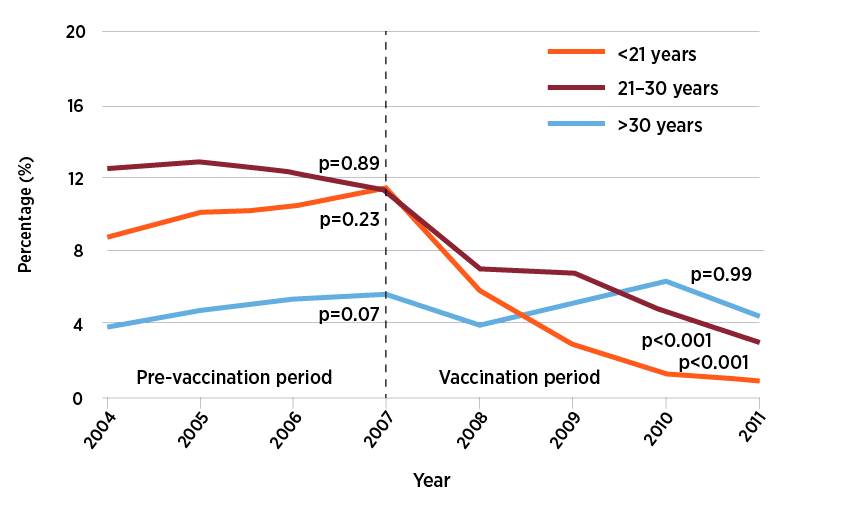 20
16
12
8
4
0
Percentage (%)
<21 years
21–30 years
>30 years
p=0.89
p=0.23
p=0.07
p=0.99
p<0.001
p<0.001
Pre-vaccination period
Vaccination period
2004
2005
2006
2007
2008
2009
2010
2011
Year